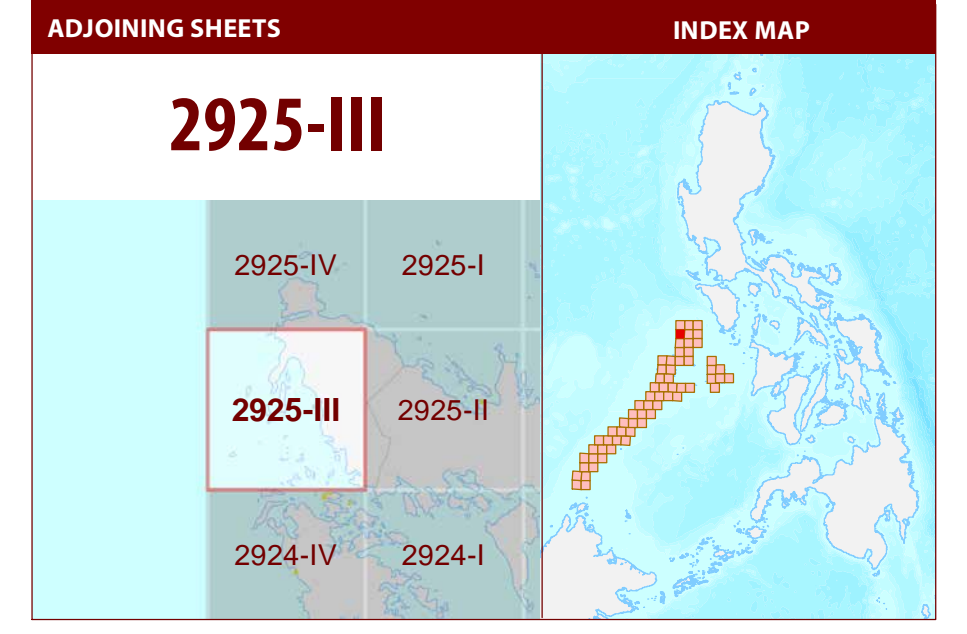 ADJOINING SHEETS
INDEX MAP
2925-III
2925-IV
2925-I
2925-III
2925-II
2924-IV
2924-I